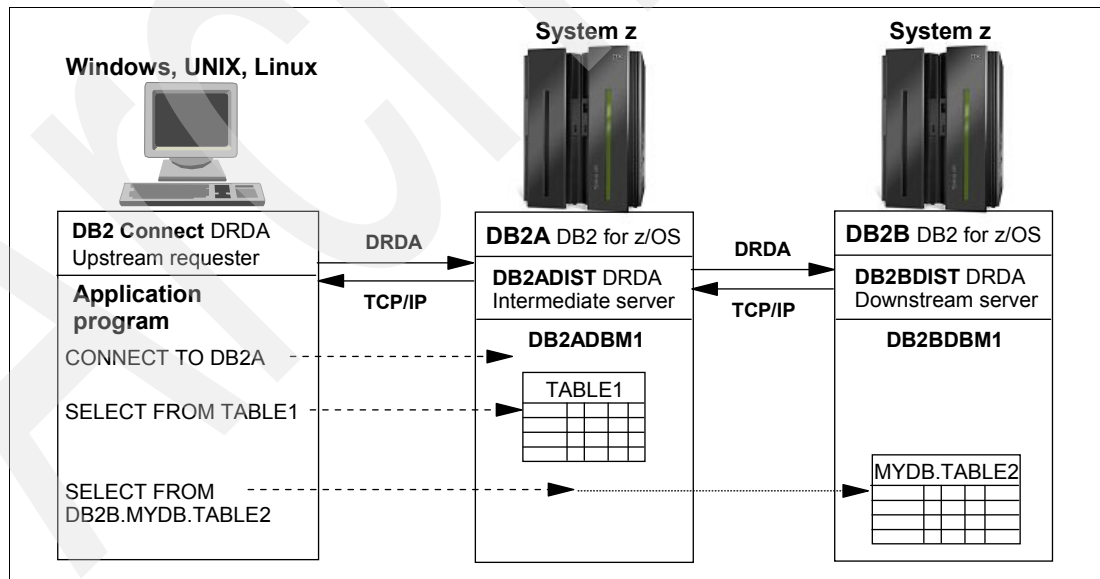 System z
System z
Windows, UNIX, Linux
DB2 Connect DRDA
Upstream requester
DRDA
TCP/IP
DB2A DB2 for z/OS
DB2ADIST DRDA
Intermediate server
DRDA
TCP/IP
DB2B DB2 for z/OS
DB2BDIST DRDA
Downstream server
Application
program
DB2ADBM1
DB2BDBM1
CONNECT TO DB2A
TABLE1
SELECT FROM TABLE1
MYDB.TABLE2
SELECT FROM
DB2B.MYDB.TABLE2